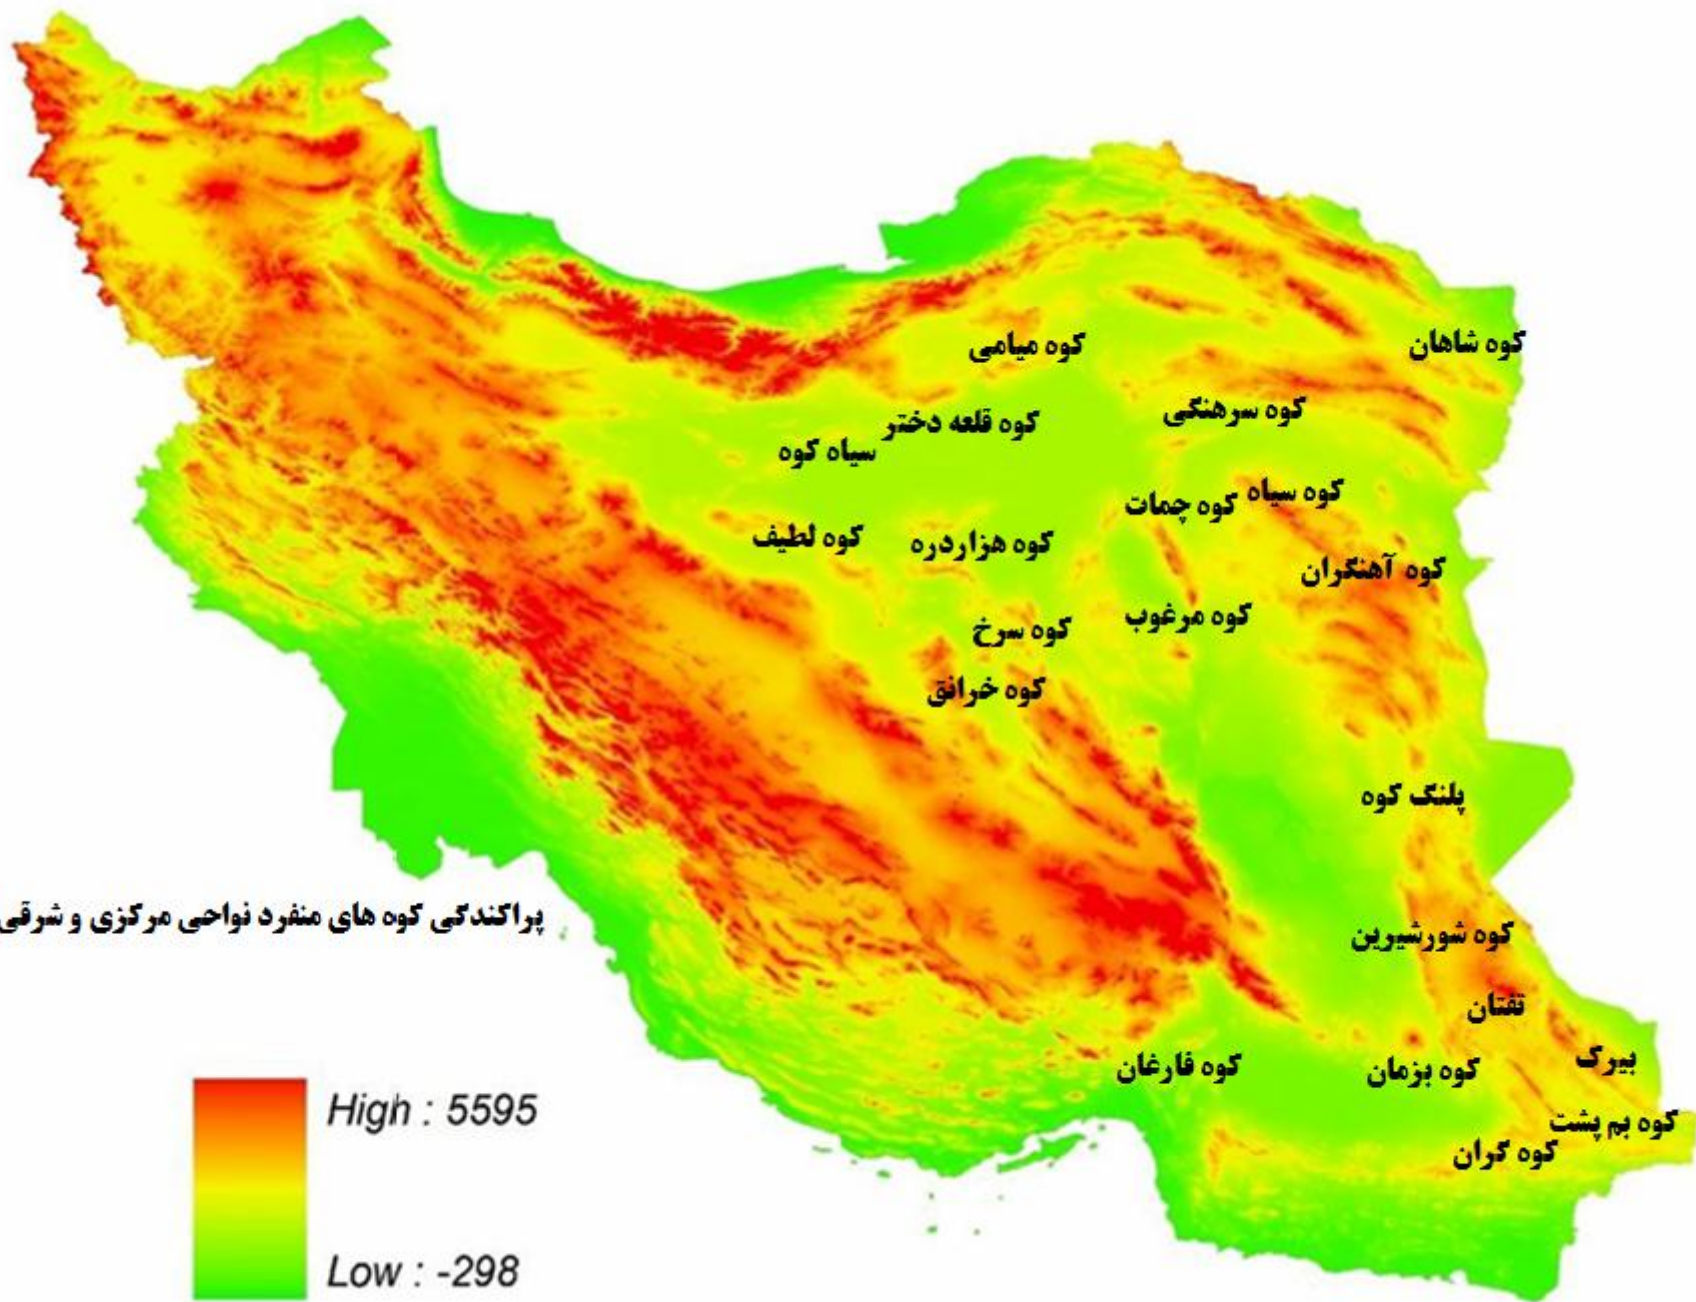 کوه شاهان
کوه میامی
کوه سرهنگی
کوه قلعه دختر
سیاه کوه
کوه سیاه
کوه چمات
کوه هزاردره
کوه لطیف
کوه آهنگران
کوه مرغوب
کوه سرخ
کوه خرانق
پلنگ کوه
پراکندگی کوه های منفرد نواحی مرکزی و شرقی
کوه شورشیرین
تفتان
بیرک
کوه بزمان
کوه فارغان
کوه بم پشت
کوه گران
High : 5595
Low : -298